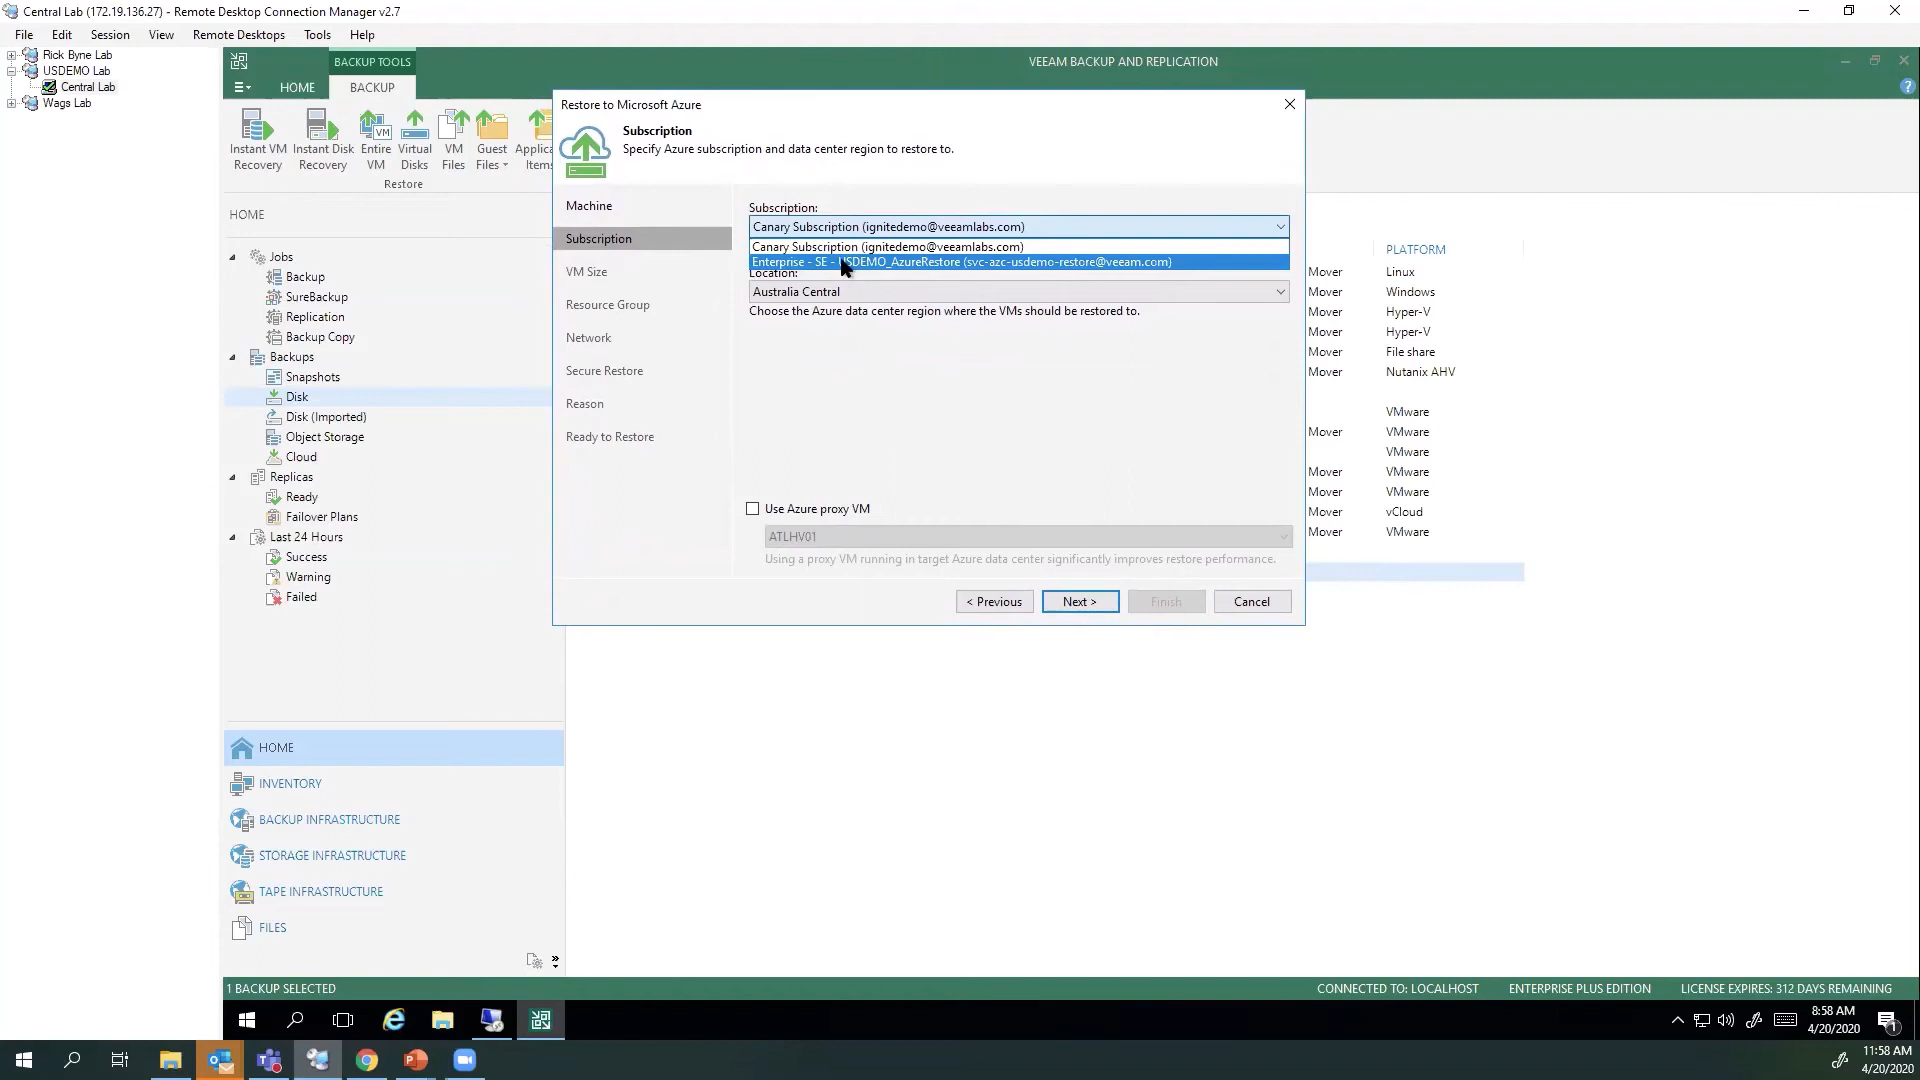 Central Lab (172.19.136.27) - Remote Desktop Connection Manager v2.7
File Edit Session View Remote Desktops Tools Help
Rick Byne Lab
USDEMO Lab
Central Lab
Wags Lab
BACKUP TOOLS
VEEAM BACKUP AND REPLICATION
HOME BACKUP
Instant VM
Recovery
Instant Disk
Recovery
Entire
VM
Virtual
Disks
VM
Files
Guest
Files
Applica
Items
Restore
HOME
Jobs
Backup
SureBackup
Replication
Backup Copy
Backups
Snapshots
Disk
Disk (Imported)
Object Storage
Cloud
Replicas
Ready
Failover Plans
Last 24 Hours
Success
Warning
Failed
HOME
INVENTORY
BACKUP INFRASTRUCTURE
STORAGE INFRASTRUCTURE
TAPE INFRASTRUCTURE
FILES
Restore to Microsoft Azure
Subscription
Specify Azure subscription and data center region to restore to.
Machine
Subscription
VM Size
Resource Group
Network
Secure Restore
Reason
Ready to Restore
Subscription:
Canary Subscription (ignitedemo@veeamlabs.com)
Canary Subscription (ignitedemo@veeamlabs.com)
Enterprise - SE - USDEMO_AzureRestore (svc-azc-usdemo-restore@veeam.com)
Location:
Australia Central
Choose the Azure data center region where the VMs should be restored to.
Use Azure proxy VM
ATLHV01
Using a proxy VM running in target Azure data center significantly improves restore performance.
< Previous Next > Finish Cancel
PLATFORM
Mover Linux
Mover Windows
Mover Hyper-V
Mover Hyper-V
Mover File share
Mover Nutanix AHV
VMware
Mover VMware
VMware
Mover VMware
Mover VMware
Mover vCloud
Mover VMware
1 BACKUP SELECTED
CONNECTED TO: LOCALHOST ENTERPRISE PLUS EDITION LICENSE EXPIRES: 312 DAYS REMAINING
8:58 AM
4/20/2020
1
11:58 AM
4/20/2020